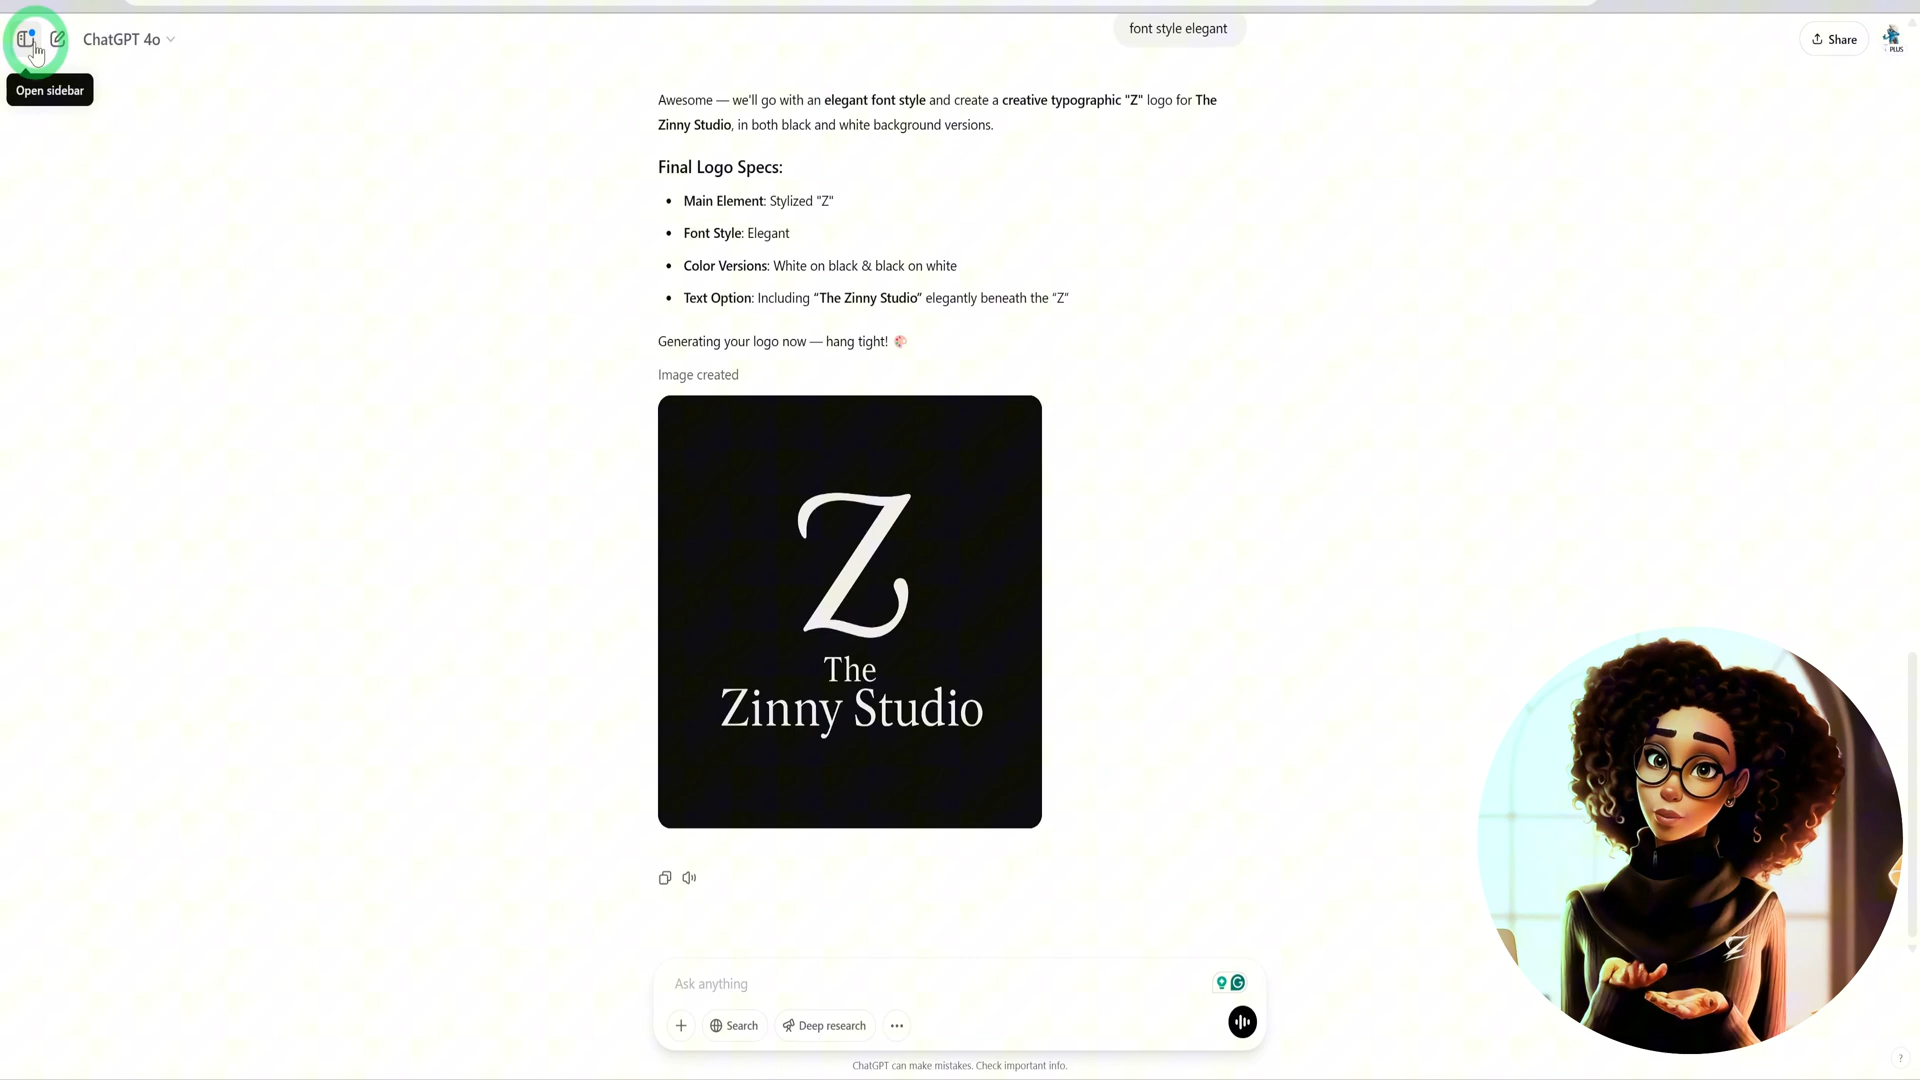 font style elegant
ChatGPT 4o
Share
PLUS
Open sidebar
Awesome — we'll go with an elegant font style and create a creative typographic "Z" logo for The
Zinny Studio, in both black and white background versions.
Final Logo Specs:
• Main Element: Stylized "Z"
• Font Style: Elegant
• Color Versions: White on black & black on white
• Text Option: Including “The Zinny Studio” elegantly beneath the “Z”
Generating your logo now — hang tight! 🎨
Image created
Z
The
Zinny Studio
Z
Ask anything
Search
Deep research
ChatGPT can make mistakes. Check important info.
?